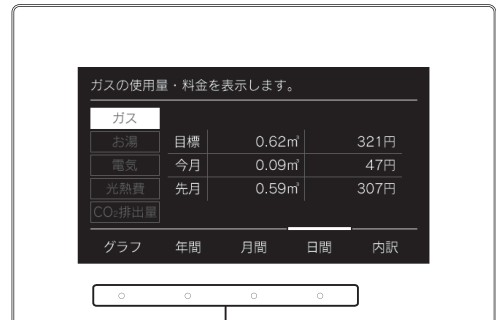 ガスの使用量・料金を表示します。
ガス
お湯 目標 0.62㎥ 321円
電気 今月 0.09㎥ 47円
光熱費 先月 0.59㎥ 307円
CO₂排出量
グラフ 年間 月間 日間 内訳